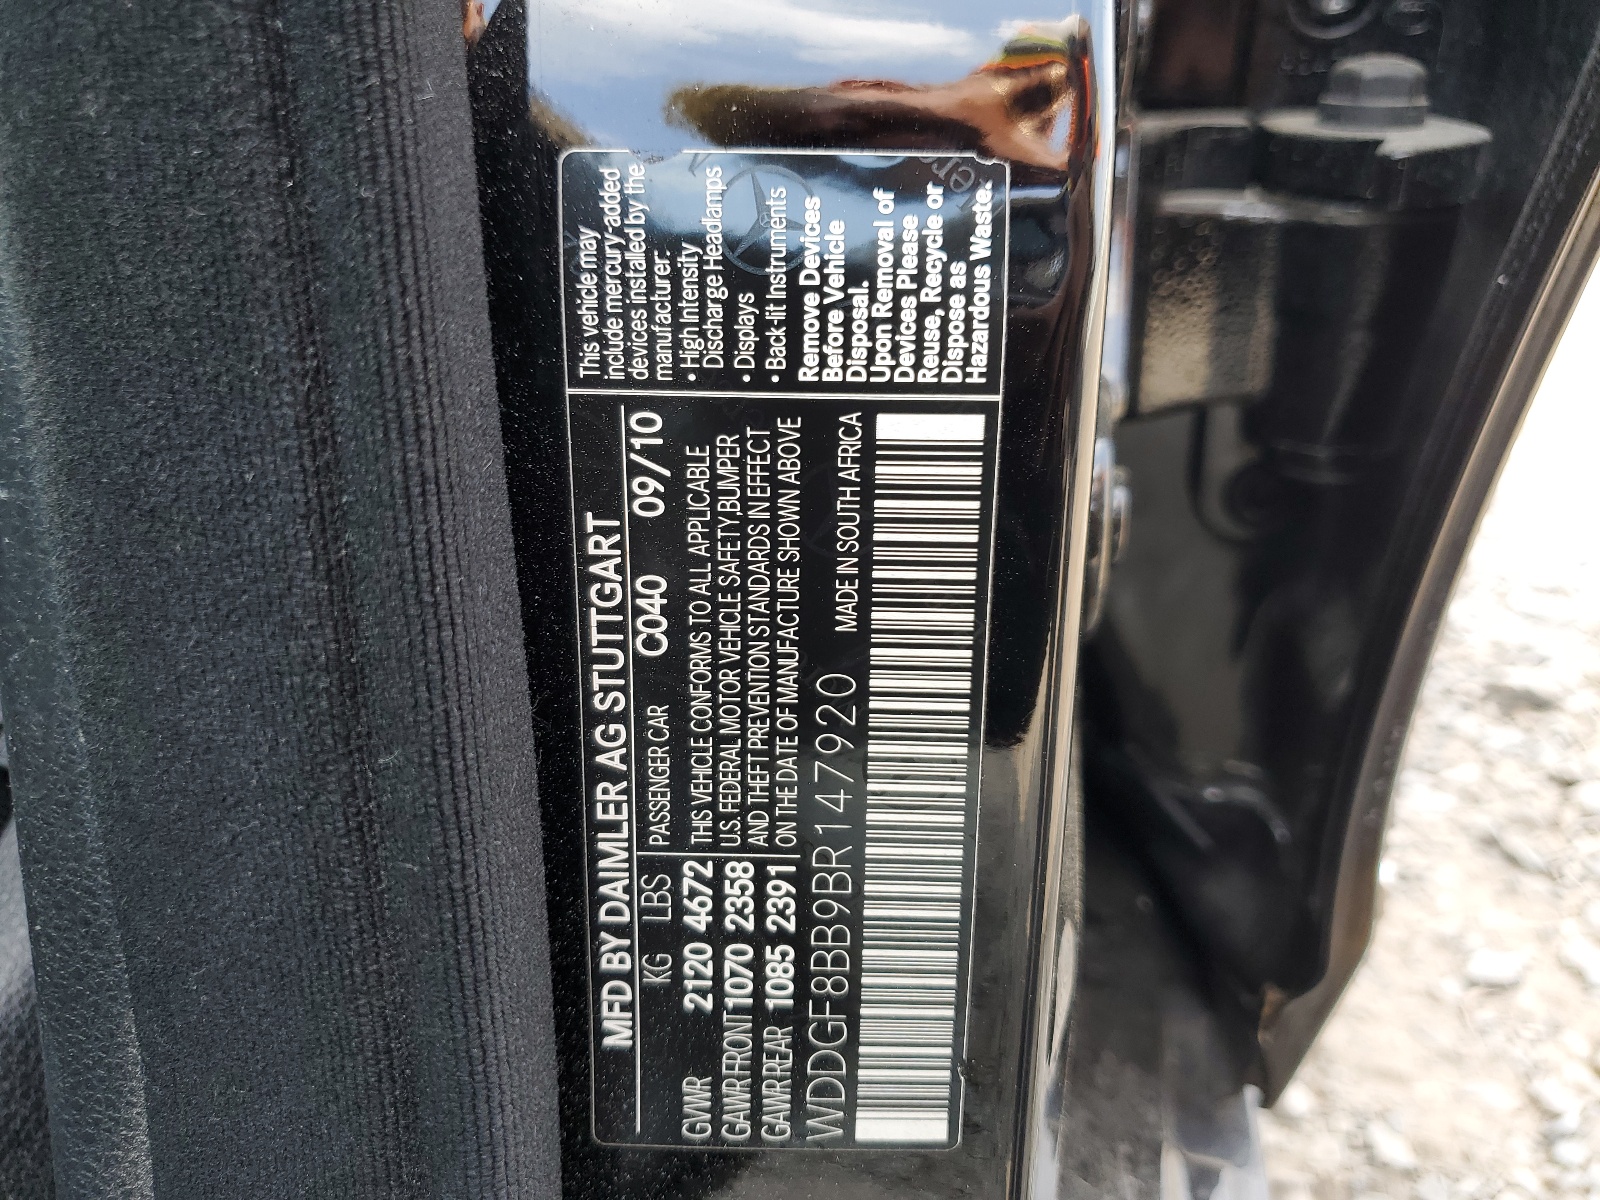 MFD BY DAIMLER AG STUTTGART
KG LBS PASSENGER CAR C040 09/10
GVWR 2120 4672
GAWR FRONT 1070 2358
GAWR REAR 1085 2391
THIS VEHICLE CONFORMS TO ALL APPLICABLE
U.S. FEDERAL MOTOR VEHICLE SAFETY,BUMPER
AND THEFT PREVENTION STANDARDS IN EFFECT
ON THE DATE OF MANUFACTURE SHOWN ABOVE
WDDGF8BB9BR147920 MADE IN SOUTH AFRICA
This vehicle may
include mercury-added
devices installed by the
manufacturer:
• High Intensity
Discharge Headlamps
• Displays
• Back-lit Instruments
Remove Devices
Before Vehicle
Disposal.
Upon Removal of
Devices Please
Reuse, Recycle or
Dispose as
Hazardous Waste.